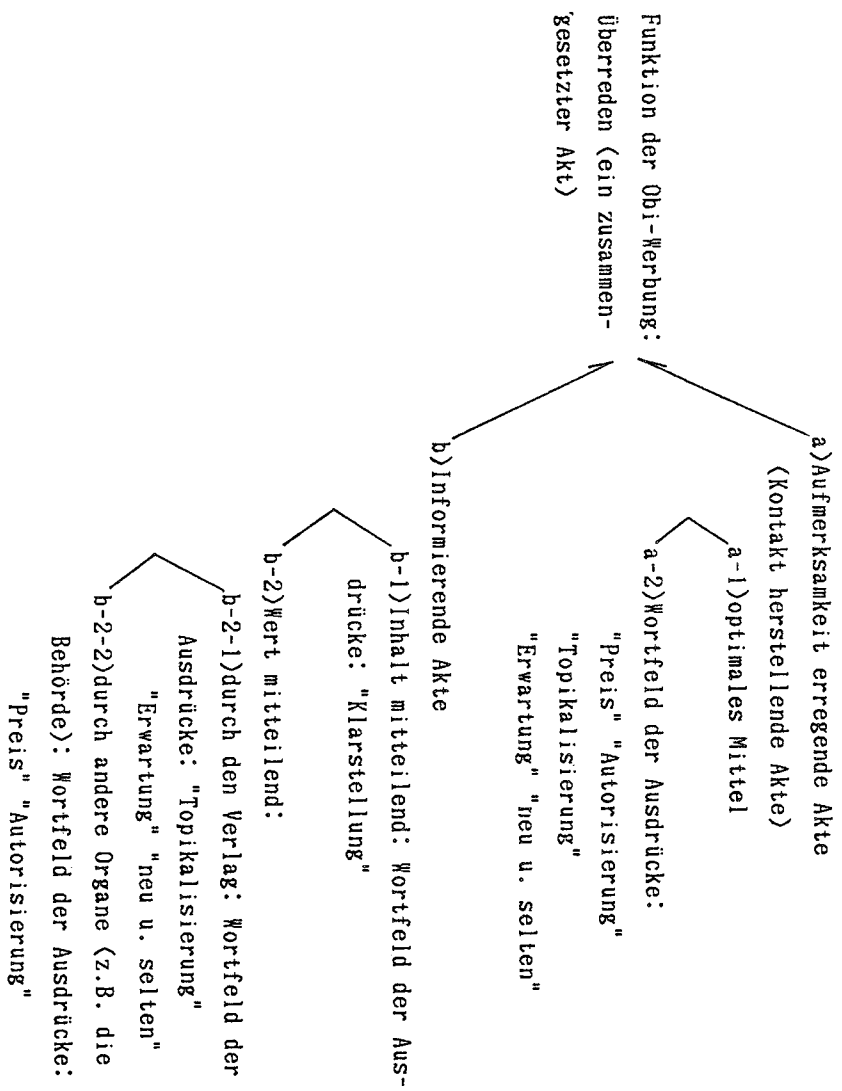 Funktion der Obi-Werbung:
Überreden (ein zusammen-
gesetzter Akt)
a)Aufmerksamkeit erregende Akte
(Kontakt herstellende Akte)
a-1)optimales Mittel
a-2)Wortfeld der Ausdrücke:
"Preis" "Autorisierung"
"Topikalisierung"
"Erwartung" "neu u. selten"
b)Informierende Akte
b-1)Inhalt mitteilend: Wortfeld der Aus-
drücke: "Klarstellung"
b-2)Wert mitteilend:
b-2-1)durch den Verlag: Wortfeld der
Ausdrücke: "Topikalisierung"
"Erwartung" "neu u. selten"
b-2-2)durch andere Organe (z.B. die
Behörde): Wortfeld der Ausdrücke:
"Preis" "Autorisierung"